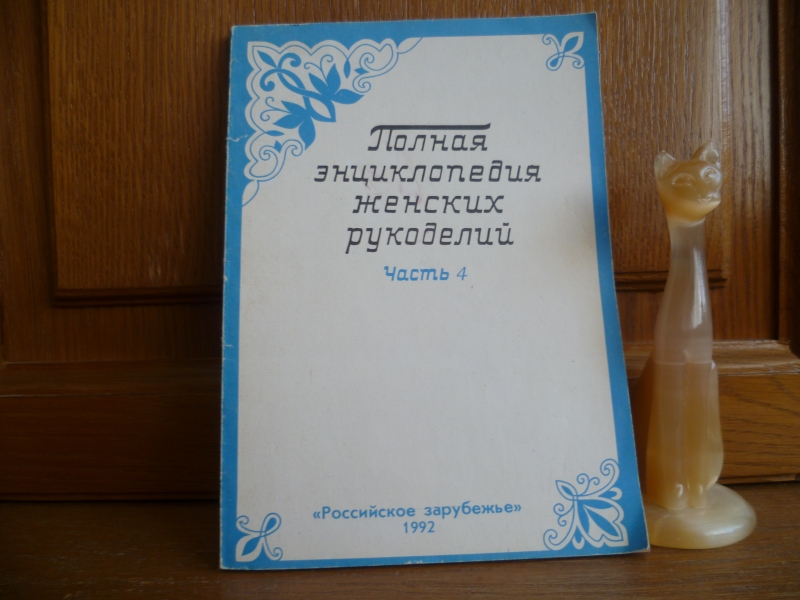 Полная
энциклопедия
женских
рукоделий
Часть 4
«Российское зарубежье»
1992